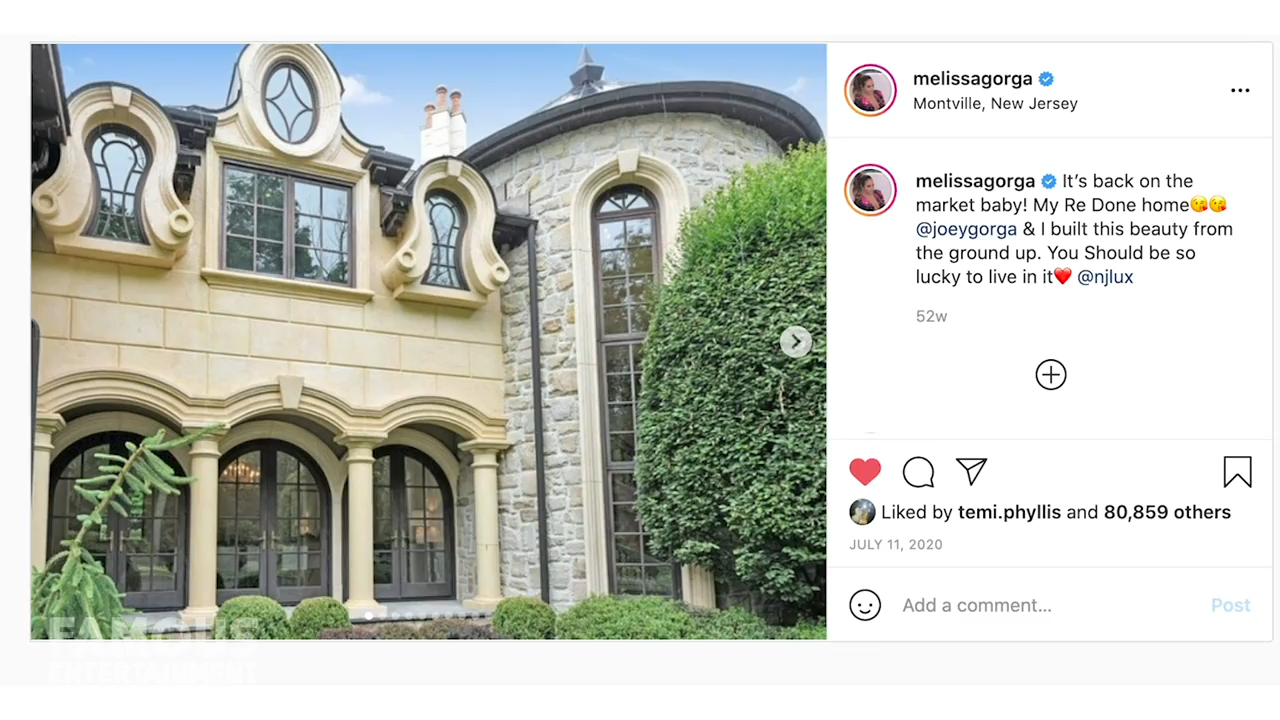 melissagorga
Montville, New Jersey
melissagorga It’s back on the
market baby! My Re Done home😘😘
@joeygorga & I built this beauty from
the ground up. You Should be so
lucky to live in it❤️ @njlux
52w
Liked by temi.phyllis and 80,859 others
JULY 11, 2020
Add a comment... Post
FAMOUS
ENTERTAINMENT